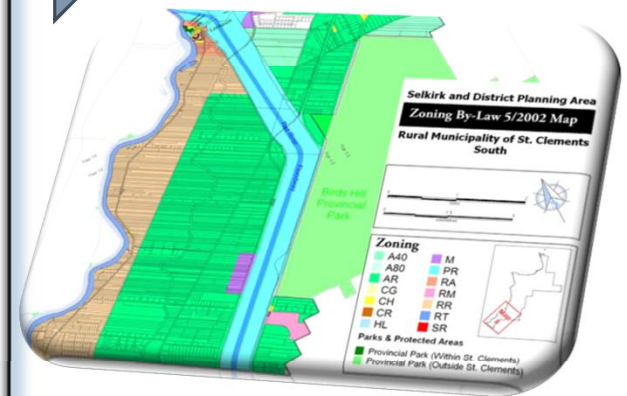 Selkirk and District Planning Area
Zoning By-Law 5/2002 Map
Rural Municipality of St. Clements
South
Birds Hill
Provincial
Park
Zoning
A40
A80
AR
CG
CH
CR
HL
M
PR
RA
RM
RR
RT
SR
Parks & Protected Areas
Provincial Park (Within St. Clements)
Provincial Park (Outside St. Clements)